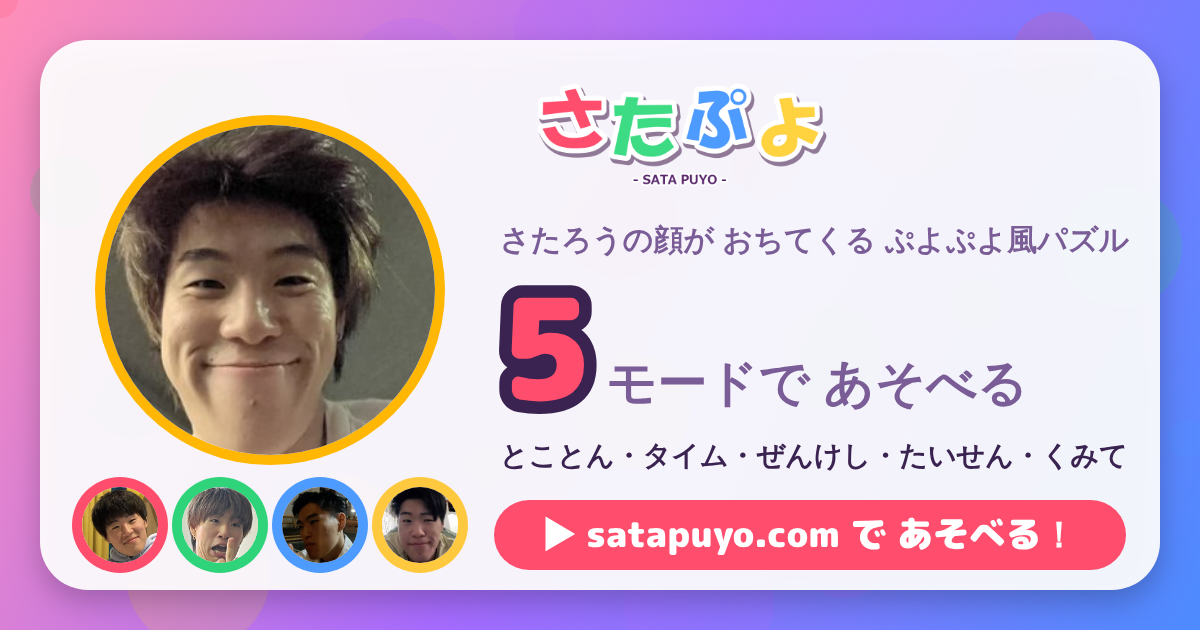 さたぷよ
- SATA PUYO -
さたろうの顔が おちてくる ぷよぷよ風パズル
5モードで あそべる
とことん・タイム・ぜんけし・たいせん・くみて
▶ satapuyo.com で あそべる！